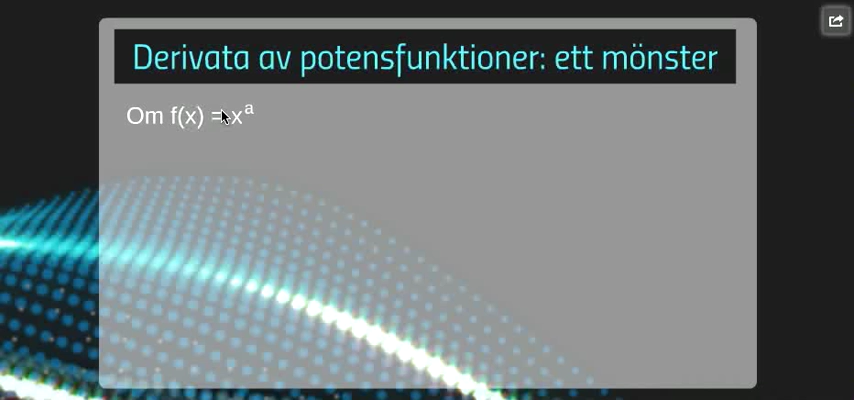 Derivata av potensfunktioner: ett mönster
Om f(x) = xᵃ